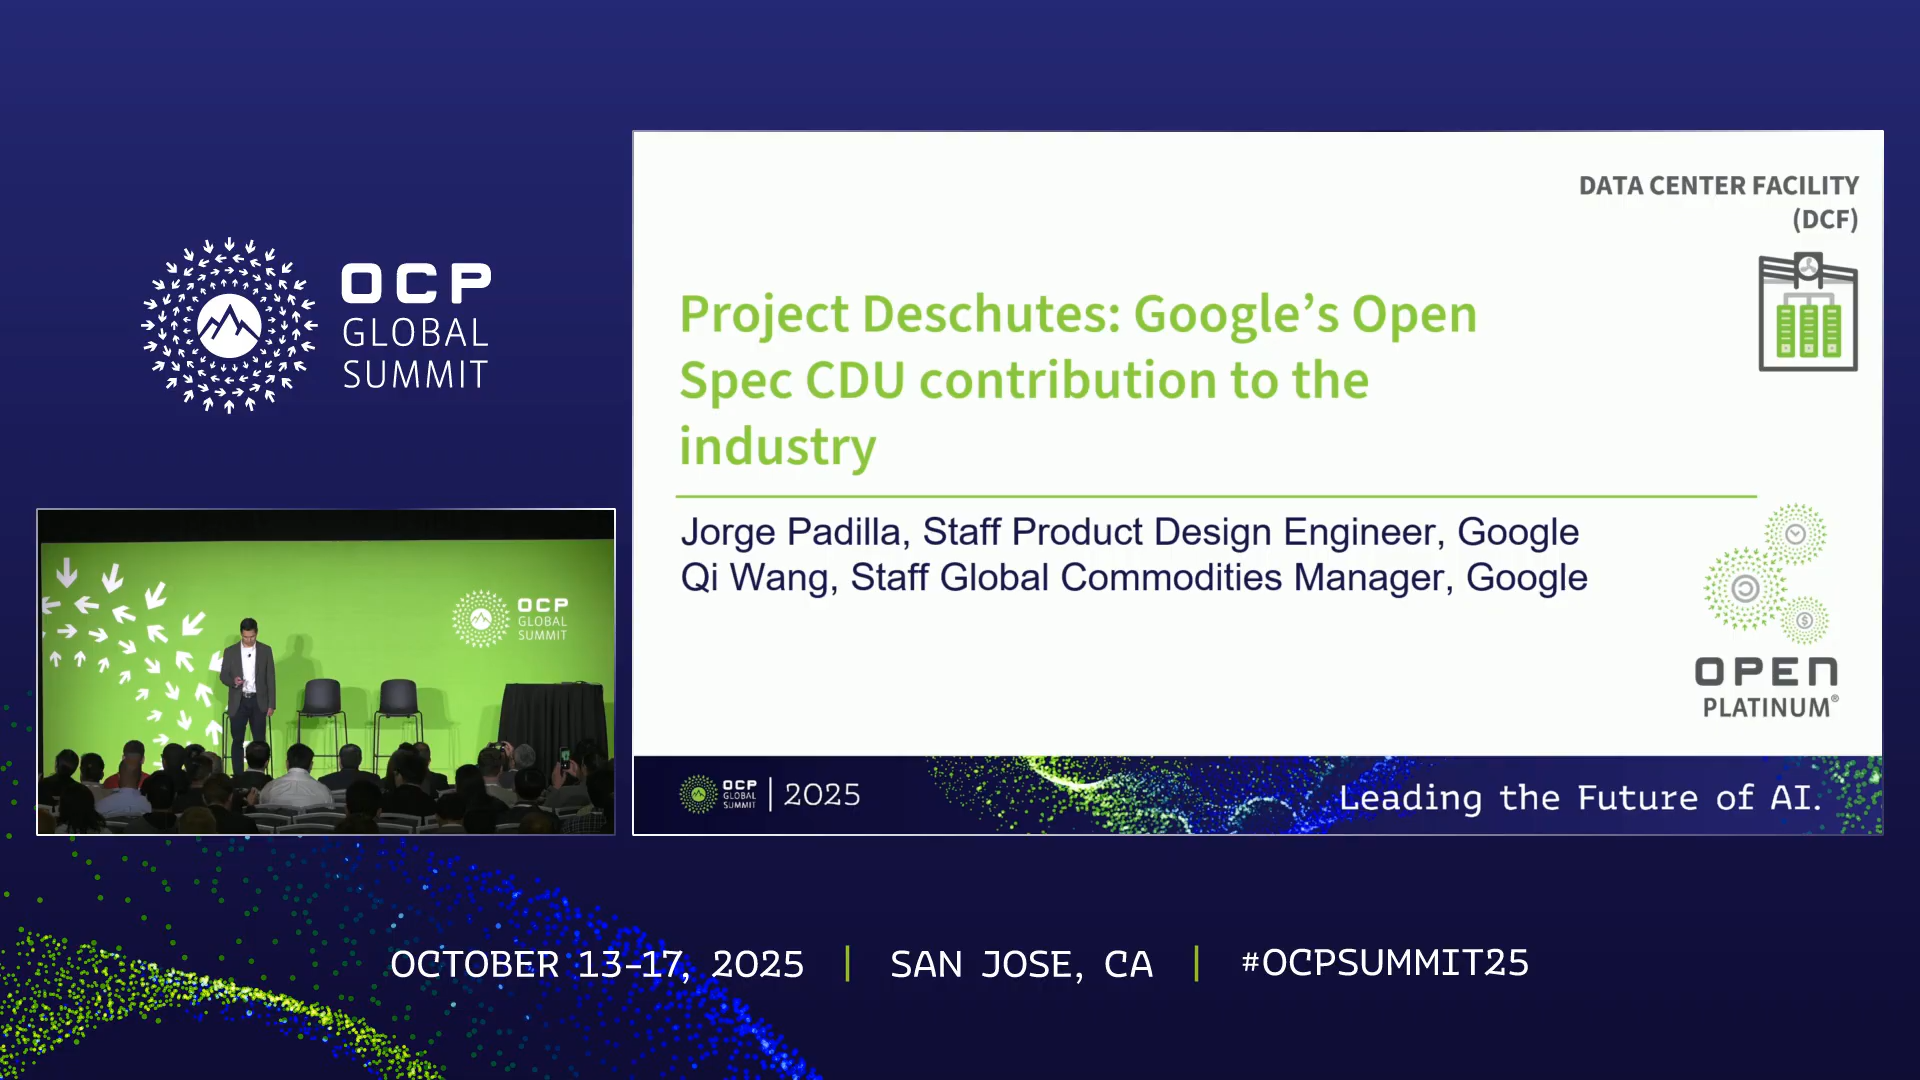 OCP
GLOBAL
SUMMIT
DATA CENTER FACILITY
(DCF)
Project Deschutes: Google’s Open
Spec CDU contribution to the
industry
Jorge Padilla, Staff Product Design Engineer, Google
Qi Wang, Staff Global Commodities Manager, Google
OPEN
PLATINUM®
OCP
GLOBAL
SUMMIT
OCP
GLOBAL
SUMMIT
2025
Leading the Future of AI.
OCTOBER 13-17, 2025 | SAN JOSE, CA | #OCPSUMMIT25